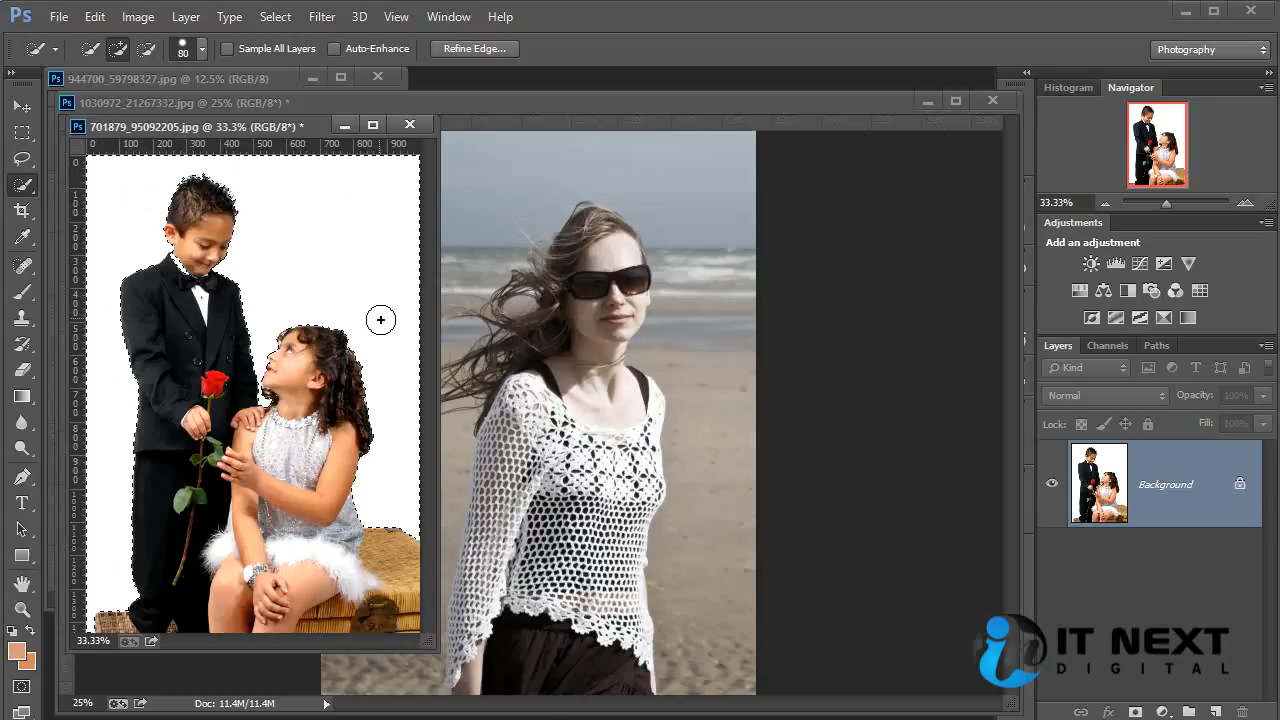 Ps File Edit Image Layer Type Select Filter 3D View Window Help
80 Sample All Layers Auto-Enhance Refine Edge... Photography
Ps 944700_59798327.jpg @ 12.5% (RGB/8)
Ps 1030972_21267332.jpg @ 25% (RGB/8*) *
Ps 701879_95092205.jpg @ 33.3% (RGB/8*) *
0 100 200 300 400 500 600 700 800 900
Histogram Navigator
33.33%
Adjustments
Add an adjustment
Layers Channels Paths
Kind
Normal Opacity: 100%
Lock: Fill: 100%
Background
33.33%
25% Doc: 11.4M/11.4M
IT NEXT
DIGITAL